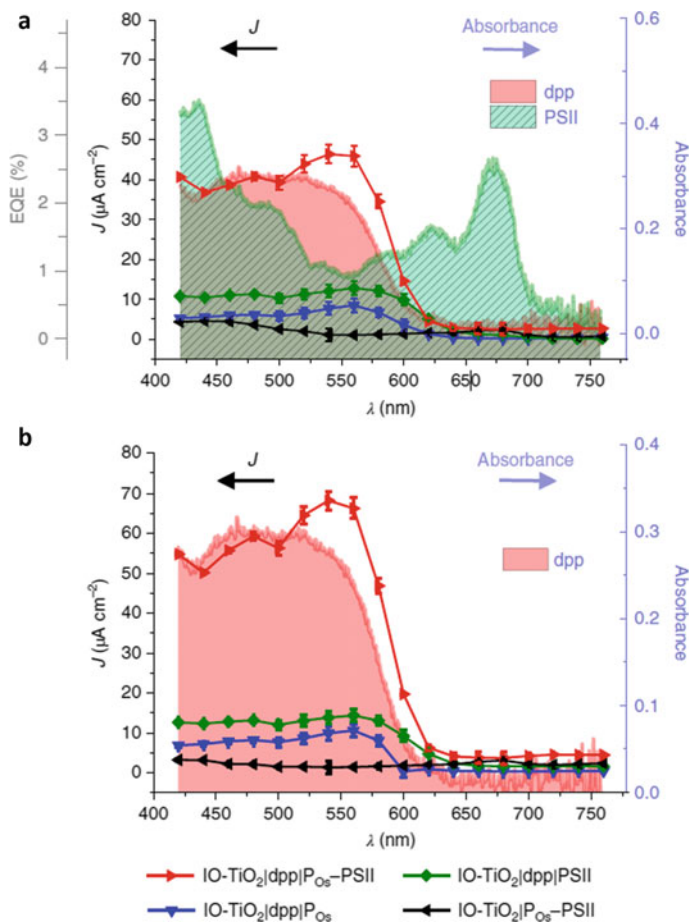 a
J
Absorbance
dpp
PSII
EQE (%)
4
3
2
1
0
J (μA cm⁻²)
80
70
60
50
40
30
20
10
0
Absorbance
0.6
0.4
0.2
0.0
400 450 500 550 600 650 700 750
λ (nm)
b
J
Absorbance
dpp
J (μA cm⁻²)
80
70
60
50
40
30
20
10
0
Absorbance
0.4
0.3
0.2
0.1
0.0
400 450 500 550 600 650 700 750
λ (nm)
IO-TiO₂|dpp|P_Os–PSII
IO-TiO₂|dpp|PSII
IO-TiO₂|dpp|P_Os
IO-TiO₂|P_Os–PSII